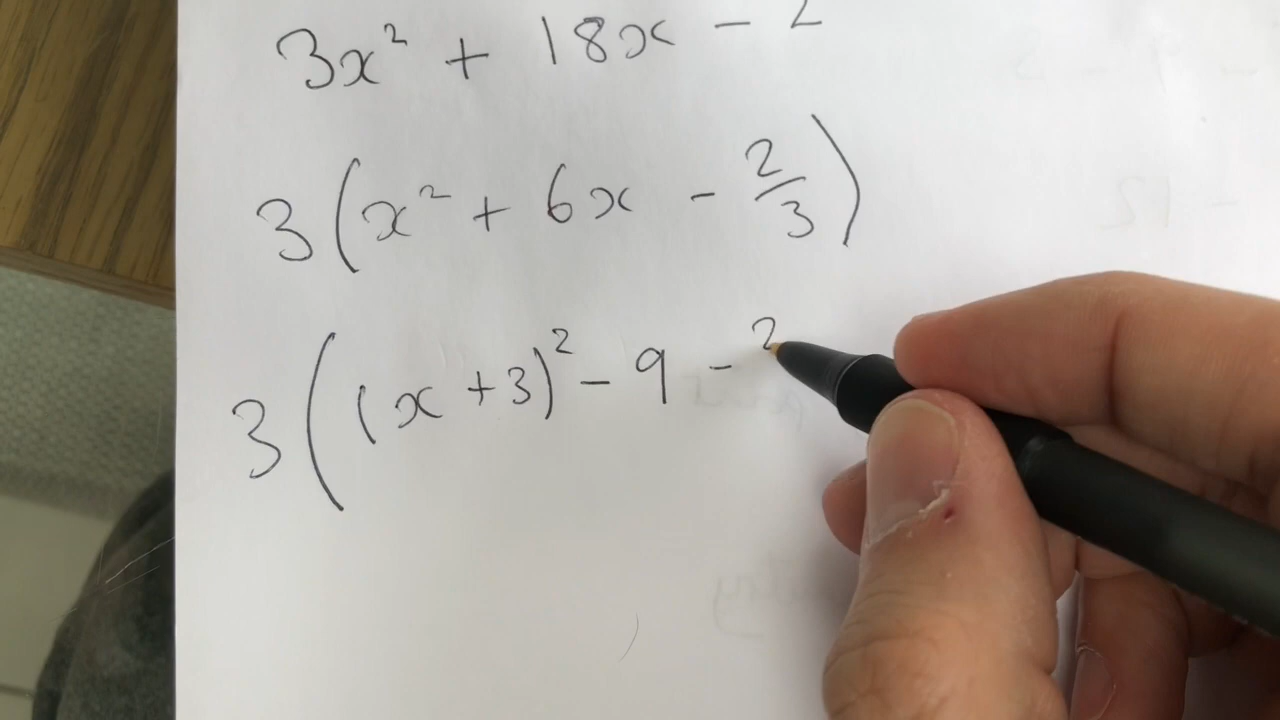 3x² + 18x - 2
3(x² + 6x - 2/3)
3((x+3)² - 9 - 2